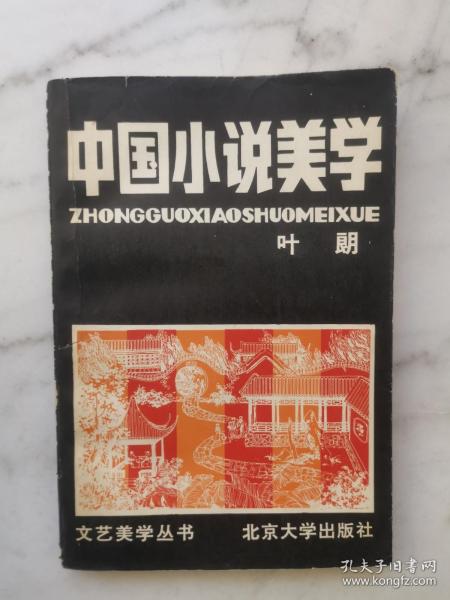 中国小说美学
ZHONGGUOXIAOSHUOMEIXUE
叶 朗
文艺美学丛书 北京大学出版社
孔夫子旧书网
www.kongfz.com